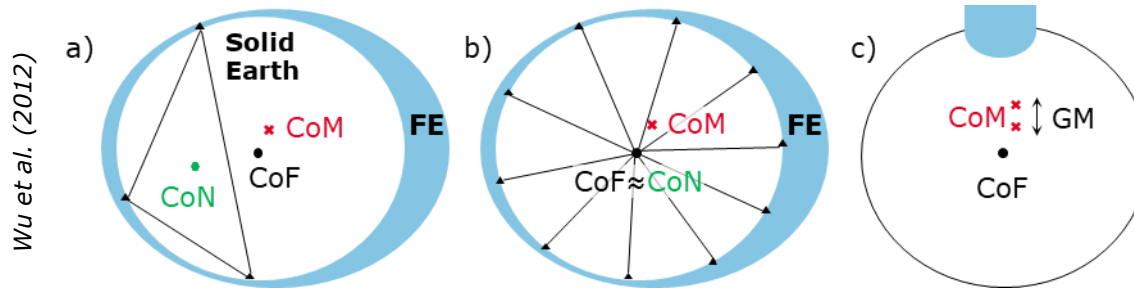 Wu et al. (2012)
a)
Solid
Earth
CoM
FE
CoN
CoF
b)
CoM
FE
CoF≈CoN
c)
CoM
GM
CoF